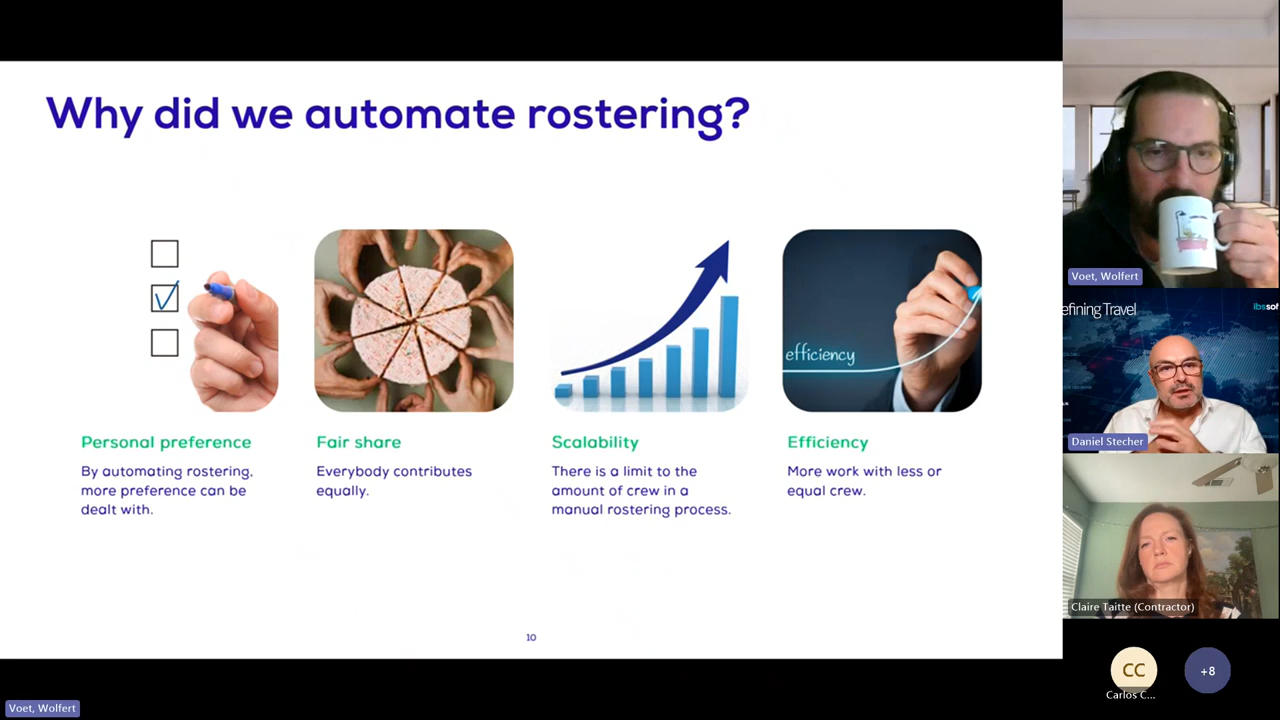 Why did we automate rostering?
efficiency
Personal preference
By automating rostering,
more preference can be
dealt with.
Fair share
Everybody contributes
equally.
Scalability
There is a limit to the
amount of crew in a
manual rostering process.
Efficiency
More work with less or
equal crew.
10
Voet, Wolfert
Voet, Wolfert
efining Travel
ibssof
Daniel Stecher
Claire Taitte (Contractor)
CC
+8
Carlos C...